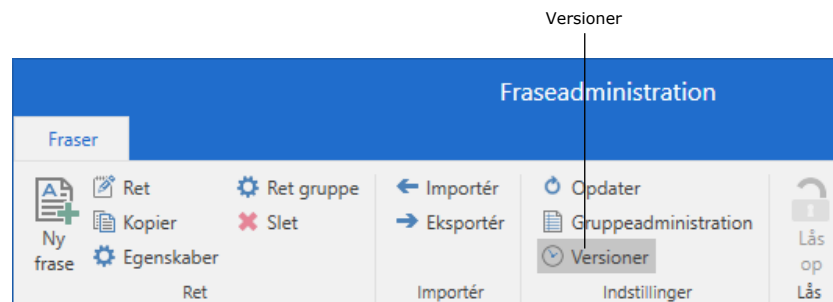 Versioner
Fraseadministration
Fraser
Ny
frase
Ret
Kopier
Egenskaber
Ret gruppe
Slet
Ret
Importér
Eksportér
Importér
Opdater
Gruppeadministration
Versioner
Indstillinger
1
Lås
op
Lås